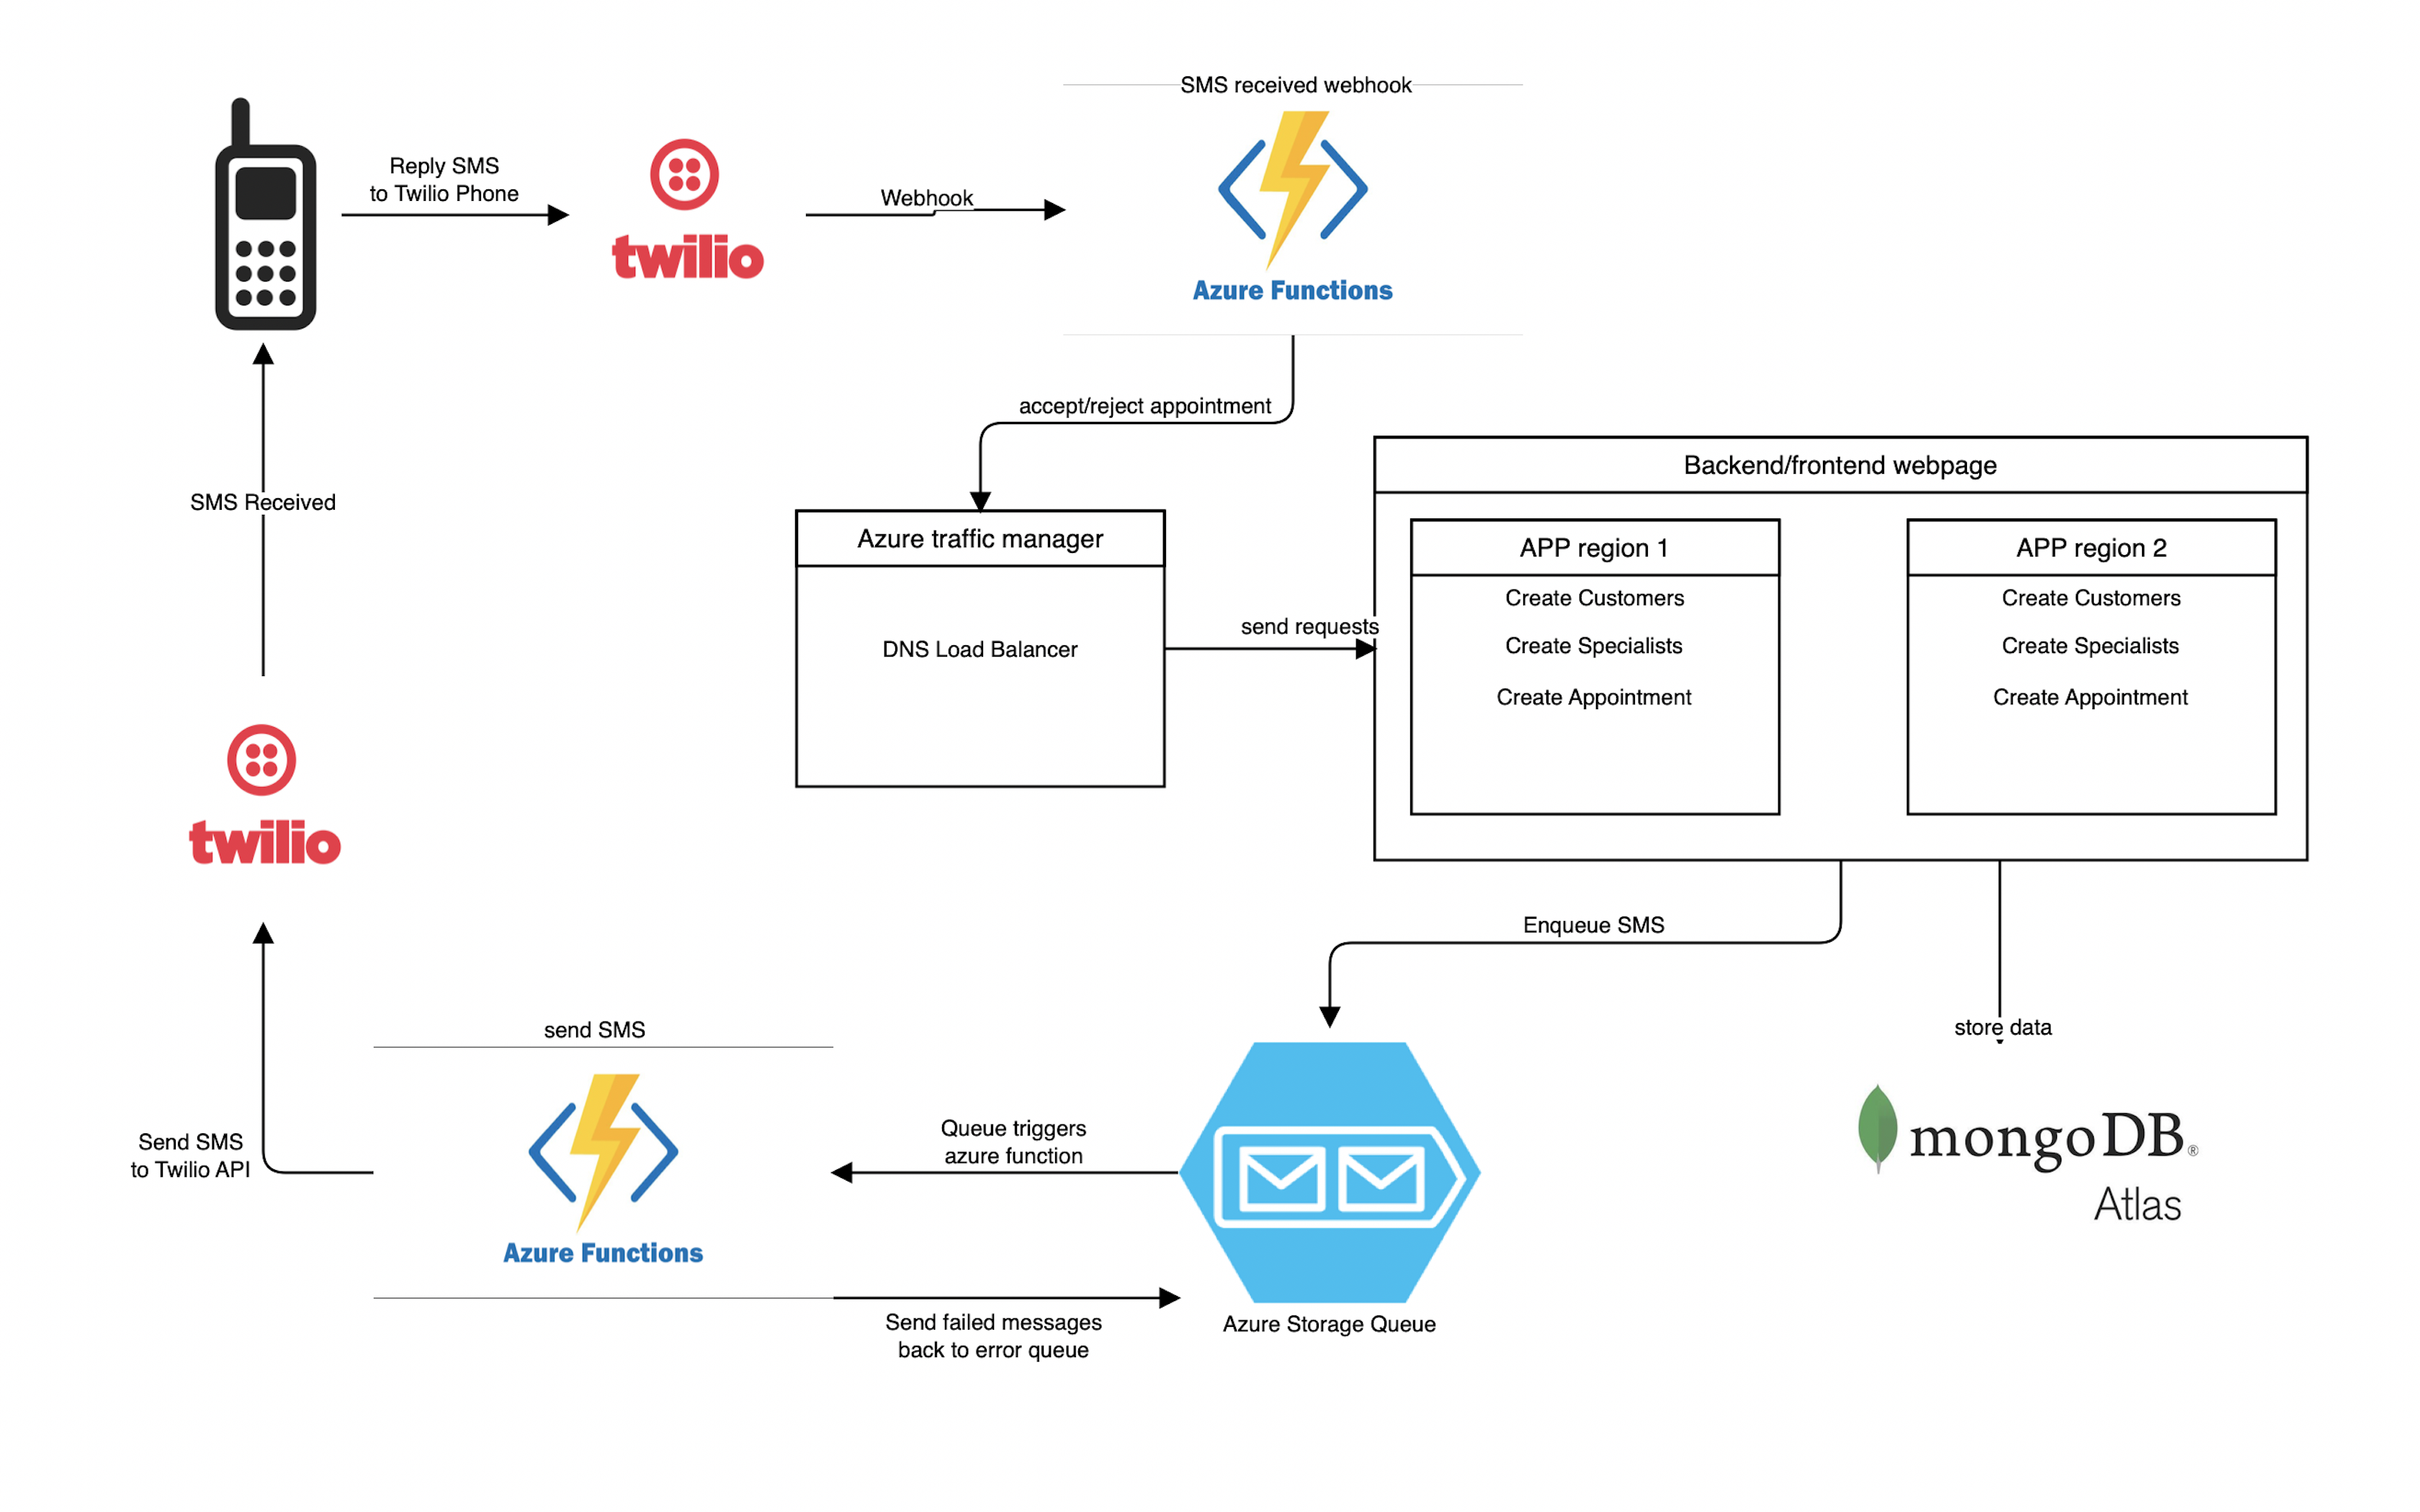 SMS received webhook
Reply SMS
to Twilio Phone
twilio
Webhook
Azure Functions
accept/reject appointment
SMS Received
Azure traffic manager
DNS Load Balancer
send requests
Backend/frontend webpage
APP region 1
Create Customers
Create Specialists
Create Appointment
APP region 2
Create Customers
Create Specialists
Create Appointment
twilio
Enqueue SMS
store data
send SMS
Send SMS
to Twilio API
Azure Functions
Queue triggers
azure function
Send failed messages
back to error queue
Azure Storage Queue
mongoDB®
Atlas